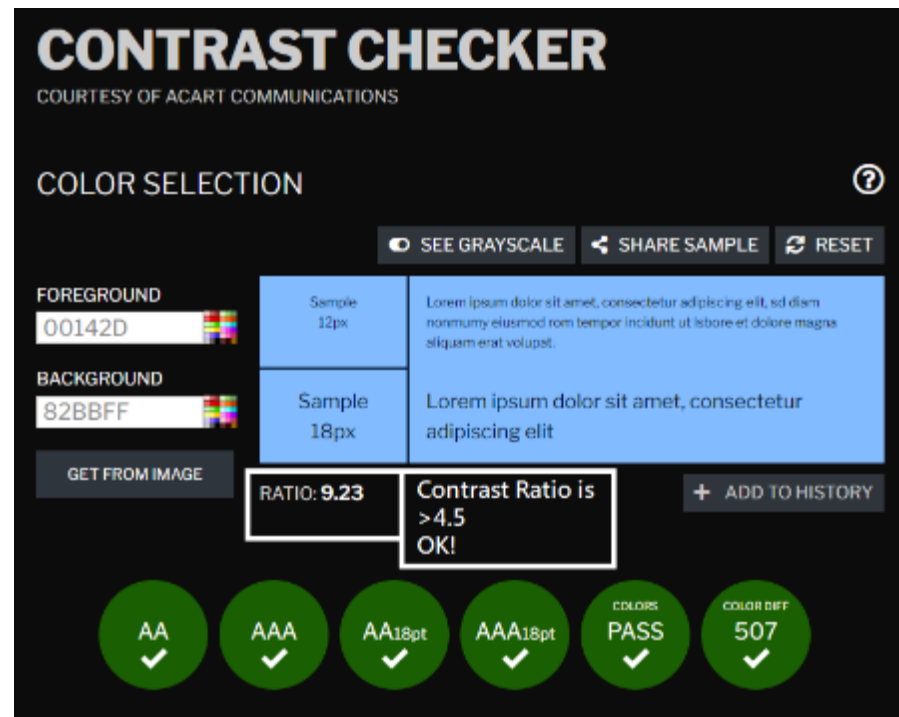 CONTRAST CHECKER
COURTESY OF ACART COMMUNICATIONS
COLOR SELECTION
?
SEE GRAYSCALE
SHARE SAMPLE
RESET
FOREGROUND
00142D
BACKGROUND
82BBFF
GET FROM IMAGE
Sample
12px
Lorem ipsum dolor sit amet, consectetur adipiscing elit, sd diam
nonmumy eiusmod rom tempor incidunt ut lsbore et dolore magna
aliquam erat volupst.
Sample
18px
Lorem ipsum dolor sit amet, consectetur
adipiscing elit
RATIO: 9.23
Contrast Ratio is
>4.5
OK!
+ ADD TO HISTORY
AA
AAA
AA18pt
AAA18pt
COLORS
PASS
COLOR DIFF
507